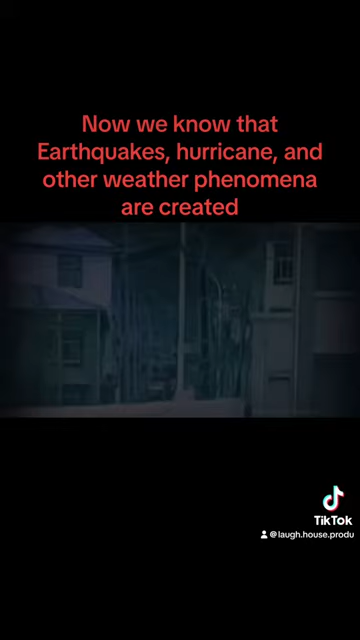 Now we know that
Earthquakes, hurricane, and
other weather phenomena
are created
TikTok
@laugh.house.produ